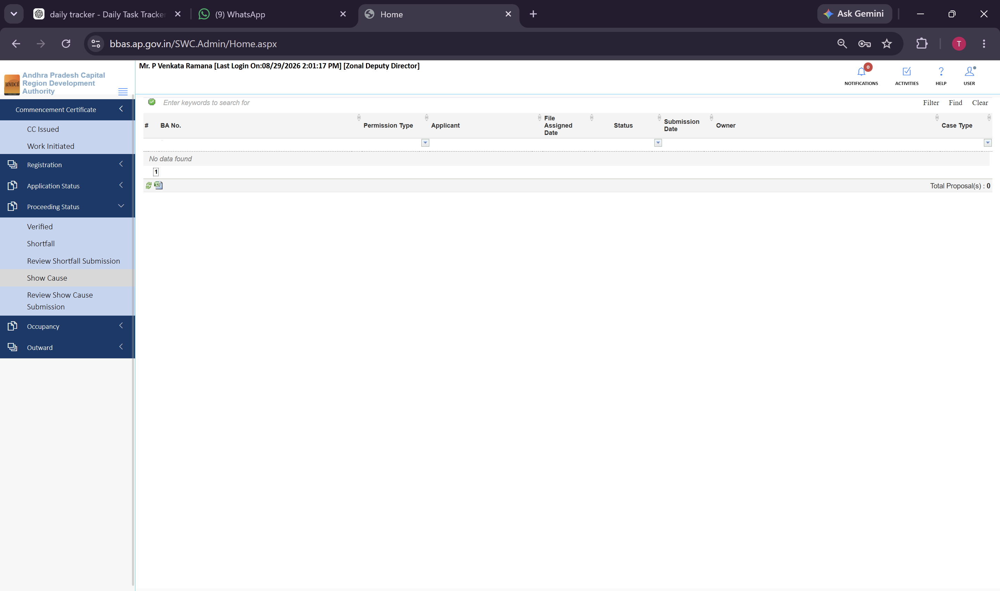 daily tracker - Daily Task Tracker
(9) WhatsApp
Home
Ask Gemini
bbas.ap.gov.in/SWC.Admin/Home.aspx
T
BIMDCR
Andhra Pradesh Capital
Region Development
Authority
Mr. P Venkata Ramana [Last Login On:08/29/2026 2:01:17 PM] [Zonal Deputy Director]
0
NOTIFICATIONS
ACTIVITIES
HELP
USER
Commencement Certificate
CC Issued
Work Initiated
Registration
Application Status
Proceeding Status
Verified
Shortfall
Review Shortfall Submission
Show Cause
Review Show Cause
Submission
Occupancy
Outward
Enter keywords to search for
Filter Find Clear
# BA No. Permission Type Applicant File Assigned Date Status Submission Date Owner Case Type
No data found
1
Total Proposal(s) : 0